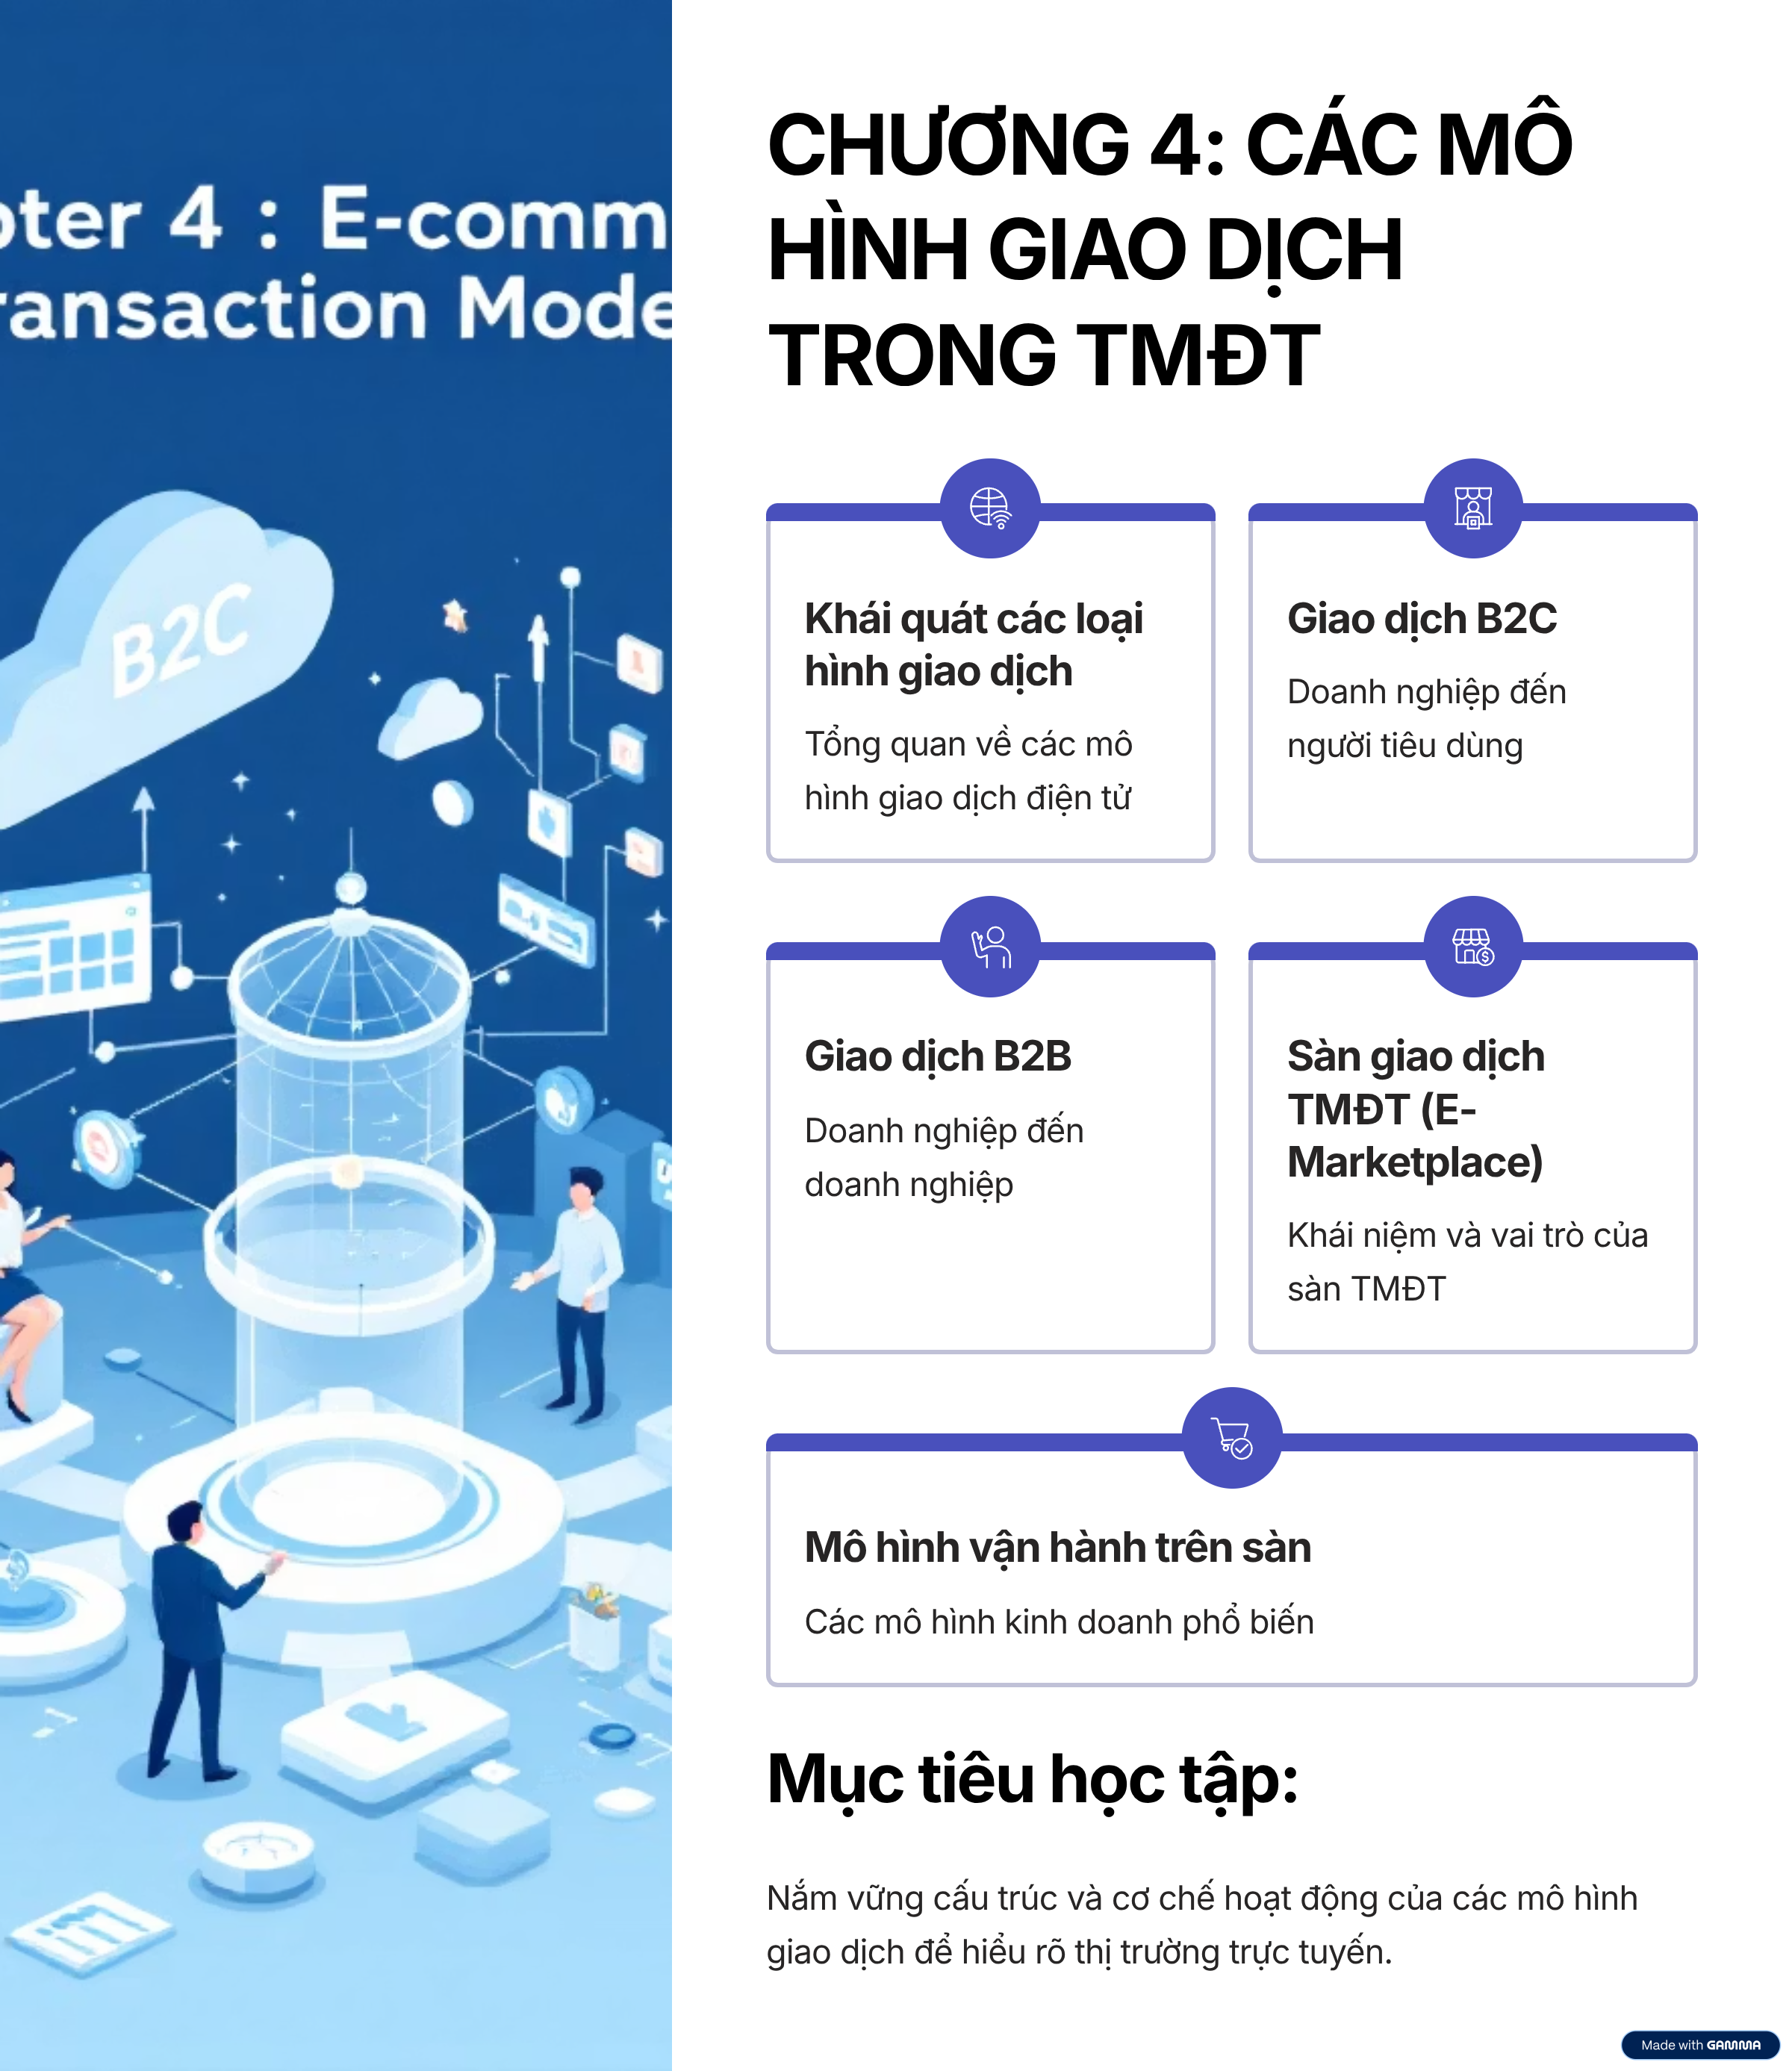 pter 4 : E-comm
ransaction Mode
B2C
CHƯƠNG 4: CÁC MÔ
HÌNH GIAO DỊCH
TRONG TMĐT
Khái quát các loại
hình giao dịch
Tổng quan về các mô
hình giao dịch điện tử
Giao dịch B2C
Doanh nghiệp đến
người tiêu dùng
Giao dịch B2B
Doanh nghiệp đến
doanh nghiệp
Sàn giao dịch
TMĐT (E-
Marketplace)
Khái niệm và vai trò của
sàn TMĐT
Mô hình vận hành trên sàn
Các mô hình kinh doanh phổ biến
Mục tiêu học tập:
Nắm vững cấu trúc và cơ chế hoạt động của các mô hình
giao dịch để hiểu rõ thị trường trực tuyến.
Made with GAMMA